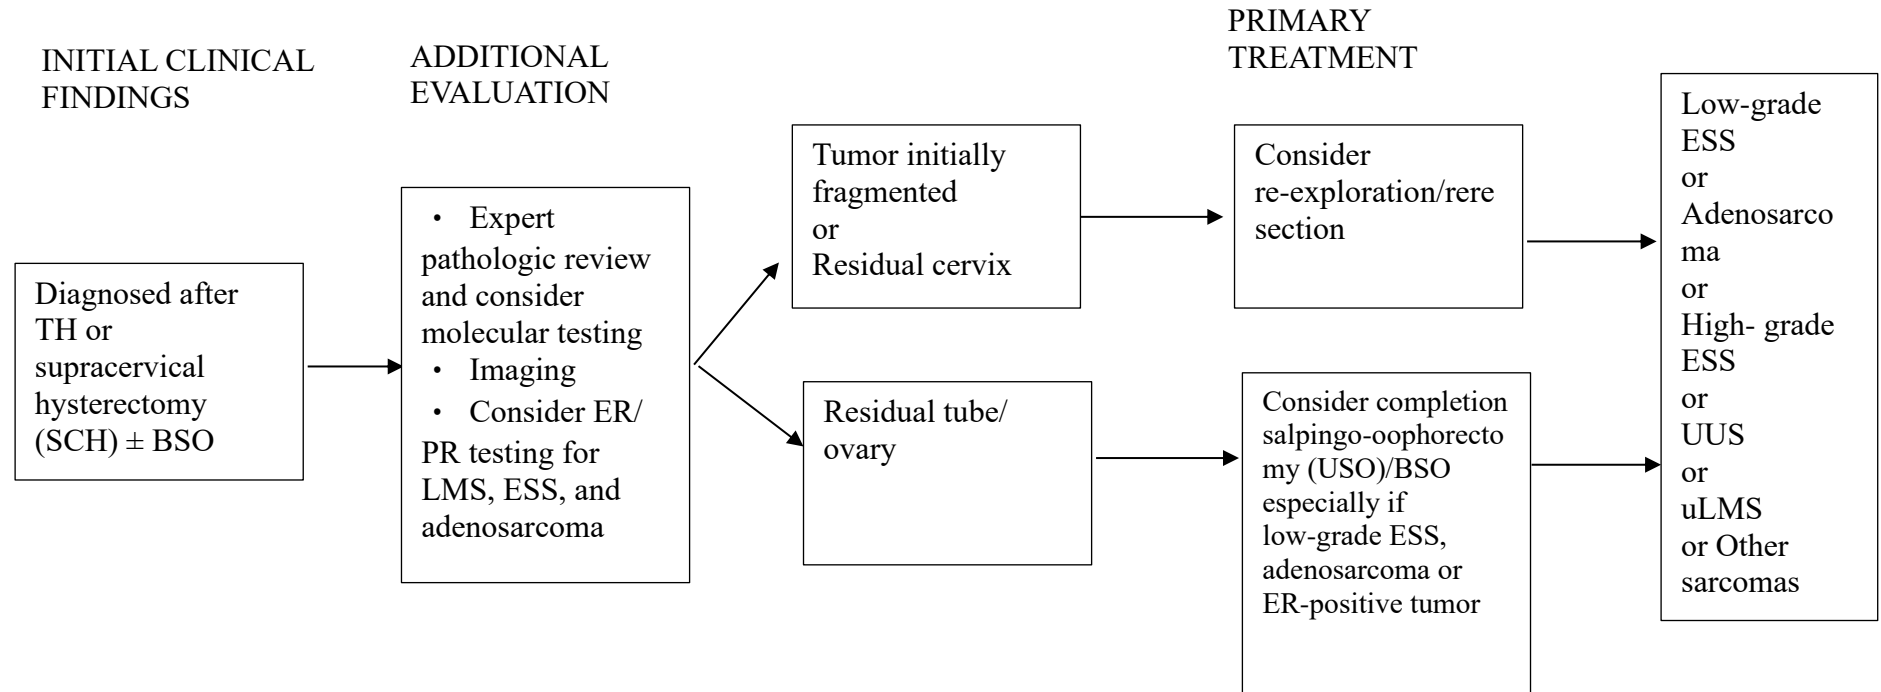 INITIAL CLINICAL
FINDINGS
ADDITIONAL
EVALUATION
PRIMARY
TREATMENT
Diagnosed after
TH or
supracervical
hysterectomy
(SCH) ± BSO
• Expert
pathologic review
and consider
molecular testing
• Imaging
• Consider ER/
PR testing for
LMS, ESS, and
adenosarcoma
Tumor initially
fragmented
or
Residual cervix
Consider
re-exploration/rere
section
Residual tube/
ovary
Consider completion
salpingo-oophorecto
my (USO)/BSO
especially if
low-grade ESS,
adenosarcoma or
ER-positive tumor
Low-grade
ESS
or
Adenosarco
ma
or
High- grade
ESS
or
UUS
or
uLMS
or Other
sarcomas